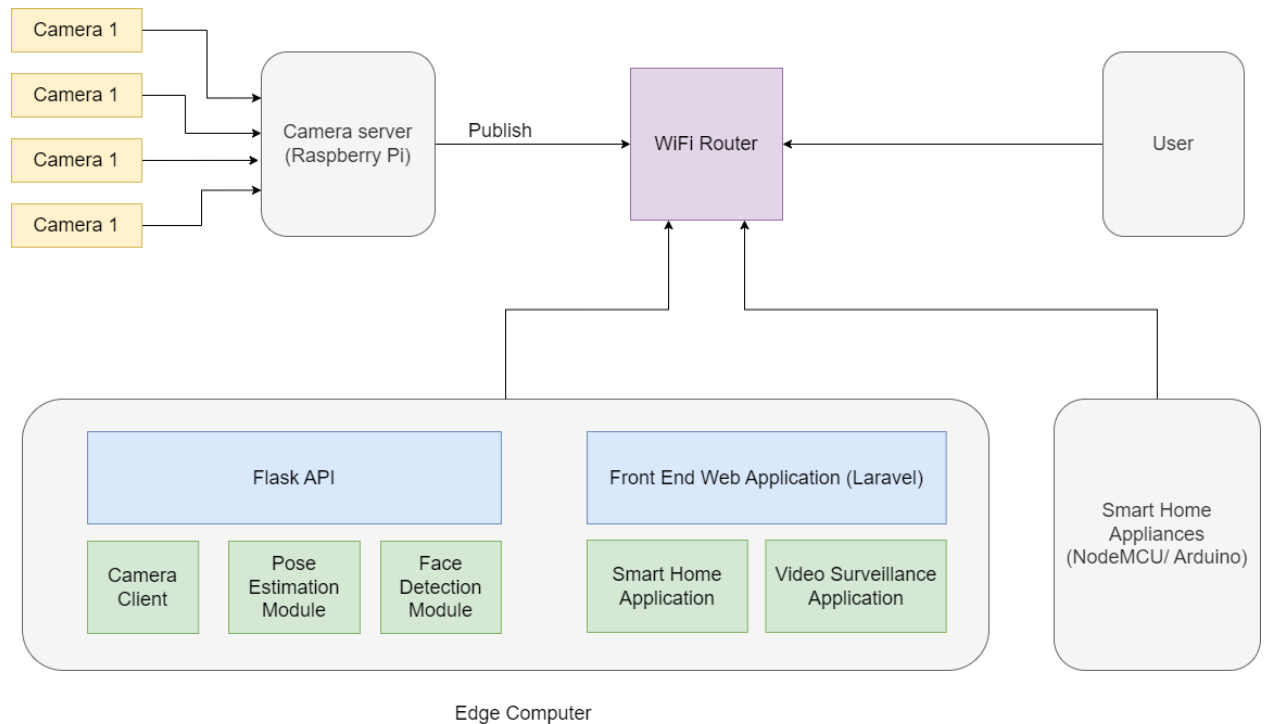 Camera 1
Camera 1
Camera 1
Camera 1
Camera server
(Raspberry Pi)
Publish
WiFi Router
User
Flask API
Front End Web Application (Laravel)
Camera
Client
Pose
Estimation
Module
Face
Detection
Module
Smart Home
Application
Video Surveillance
Application
Smart Home
Appliances
(NodeMCU/ Arduino)
Edge Computer